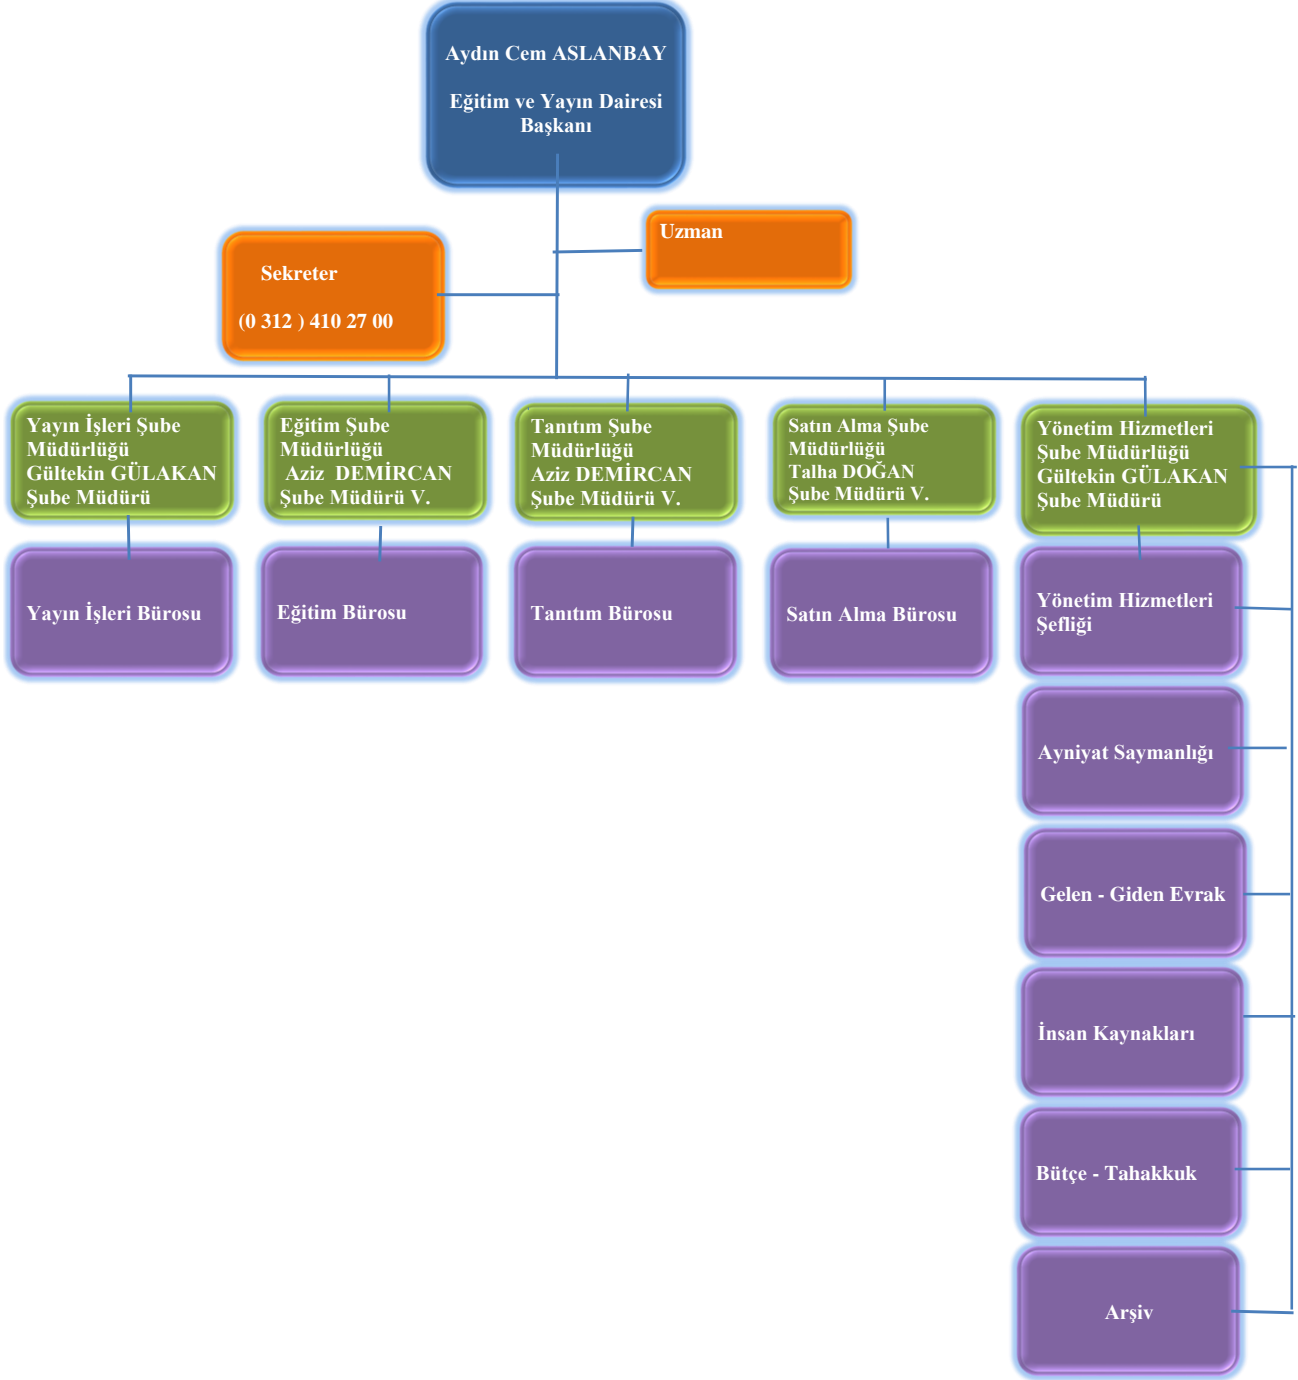 Aydın Cem ASLANBAY
Eğitim ve Yayın Dairesi
Başkanı
Uzman
Sekreter
(0 312 ) 410 27 00
Yayın İşleri Şube
Müdürlüğü
Gültekin GÜLAKAN
Şube Müdürü
Eğitim Şube
Müdürlüğü
Aziz DEMİRCAN
Şube Müdürü V.
Tanıtım Şube
Müdürlüğü
Aziz DEMİRCAN
Şube Müdürü V.
Satın Alma Şube
Müdürlüğü
Talha DOĞAN
Şube Müdürü V.
Yönetim Hizmetleri
Şube Müdürlüğü
Gültekin GÜLAKAN
Şube Müdürü
Yayın İşleri Bürosu
Eğitim Bürosu
Tanıtım Bürosu
Satın Alma Bürosu
Yönetim Hizmetleri
Şefliği
Ayniyat Saymanlığı
Gelen - Giden Evrak
İnsan Kaynakları
Bütçe - Tahakkuk
Arşiv